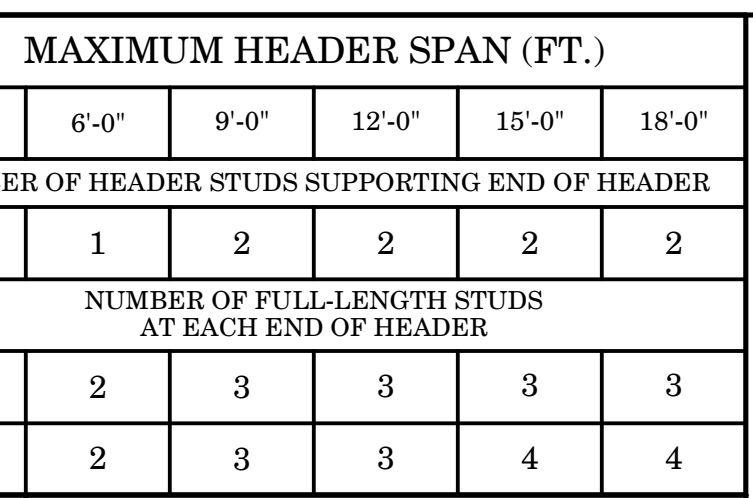 MAXIMUM HEADER SPAN (FT.)
6'-0" 9'-0" 12'-0" 15'-0" 18'-0"
ER OF HEADER STUDS SUPPORTING END OF HEADER
1 2 2 2 2
NUMBER OF FULL-LENGTH STUDS
AT EACH END OF HEADER
2 3 3 3 3
2 3 3 4 4